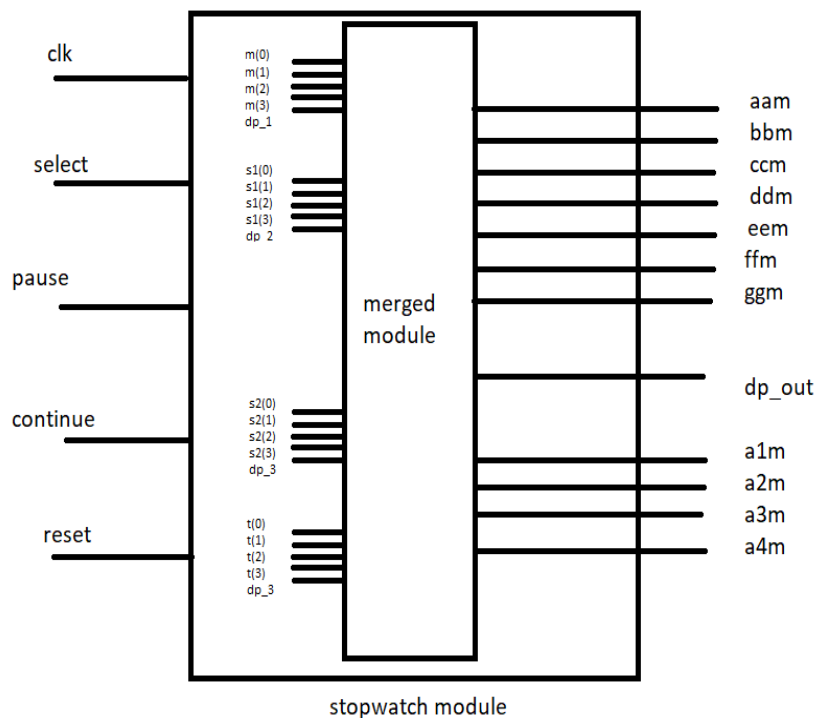 clk
select
pause
continue
reset
m(0)
m(1)
m(2)
m(3)
dp_1
s1(0)
s1(1)
s1(2)
s1(3)
dp_2
s2(0)
s2(1)
s2(2)
s2(3)
dp_3
t(0)
t(1)
t(2)
t(3)
dp_3
merged
module
aam
bbm
ccm
ddm
eem
ffm
ggm
dp_out
a1m
a2m
a3m
a4m
stopwatch module